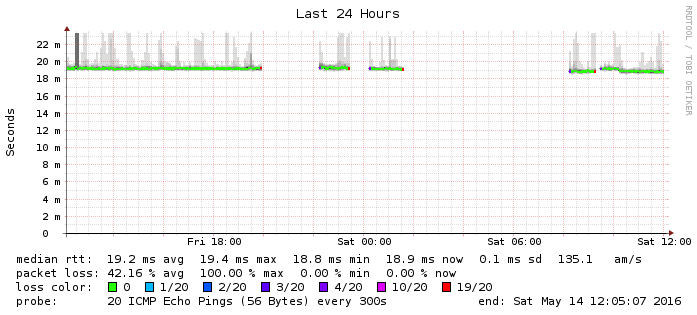 Last 24 Hours
RRDTOOL / TOBI OETIKER
Seconds
22 m
20 m
18 m
16 m
14 m
12 m
10 m
8 m
6 m
4 m
2 m
0
Fri 18:00 Sat 00:00 Sat 06:00 Sat 12:00
median rtt: 19.2 ms avg 19.4 ms max 18.8 ms min 18.9 ms now 0.1 ms sd 135.1 am/s
packet loss: 42.16 % avg 100.00 % max 0.00 % min 0.00 % now
loss color: 0 1/20 2/20 3/20 4/20 10/20 19/20
probe: 20 ICMP Echo Pings (56 Bytes) every 300s end: Sat May 14 12:05:07 2016